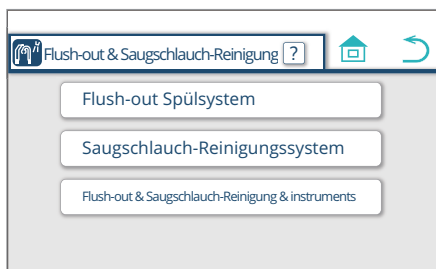 Flush-out & Saugschlauch-Reinigung ?
Flush-out Spülsystem
Saugschlauch-Reinigungssystem
Flush-out & Saugschlauch-Reinigung & instruments